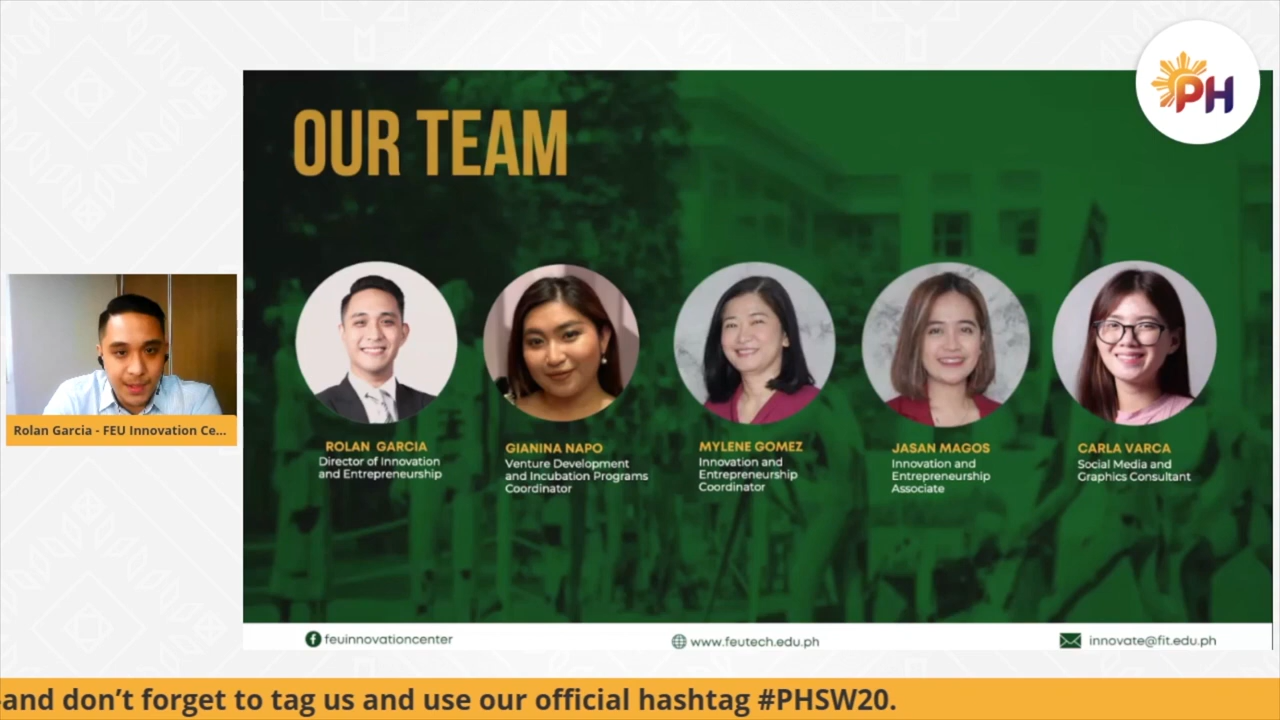 PH
OUR TEAM
Rolan Garcia - FEU Innovation Ce...
ROLAN GARCIA
Director of Innovation
and Entrepreneurship
GIANINA NAPO
Venture Development
and Incubation Programs
Coordinator
MYLENE GOMEZ
Innovation and
Entrepreneurship
Coordinator
JASAN MAGOS
Innovation and
Entrepreneurship
Associate
CARLA VARCA
Social Media and
Graphics Consultant
feuinnovationcenter
www.feutech.edu.ph
innovate@fit.edu.ph
and don’t forget to tag us and use our official hashtag #PHSW20.